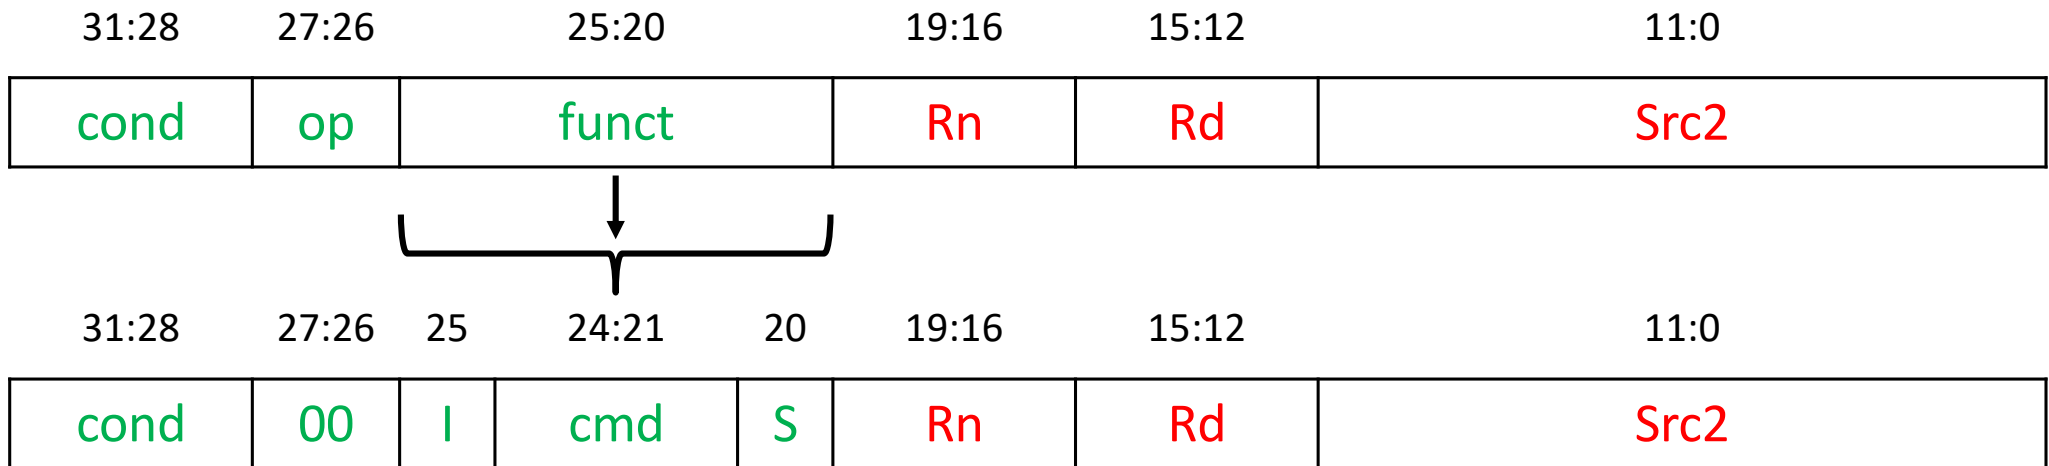 31:28 27:26 25:20 19:16 15:12 11:0
cond op funct Rn Rd Src2
31:28 27:26 25 24:21 20 19:16 15:12 11:0
cond 00 I cmd S Rn Rd Src2